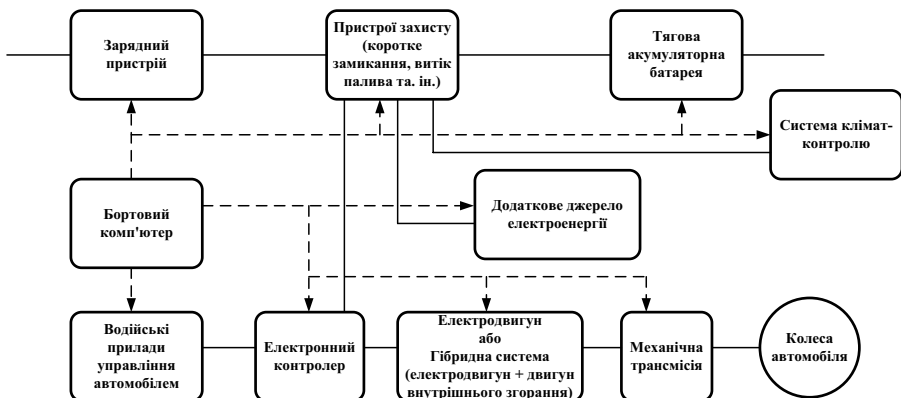 Зарядний
пристрій
Пристрої захисту
(коротке
замикання, витік
палива та. ін.)
Тягова
акумуляторна
батарея
Система клімат-
контролю
Бортовий
комп'ютер
Додаткове джерело
електроенергії
Водійські
прилади
управління
автомобілем
Електронний
контролер
Електродвигун
або
Гібридна система
(електродвигун + двигун
внутрішнього згорання)
Механічна
трансмісія
Колеса
автомобіля